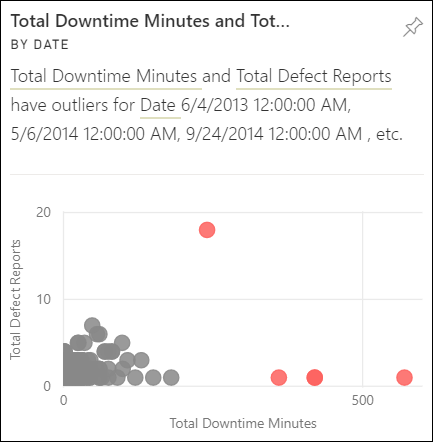 Total Downtime Minutes and Tot...
BY DATE
Total Downtime Minutes and Total Defect Reports
have outliers for Date 6/4/2013 12:00:00 AM,
5/6/2014 12:00:00 AM, 9/24/2014 12:00:00 AM , etc.
20
10
0
Total Defect Reports
0
500
Total Downtime Minutes